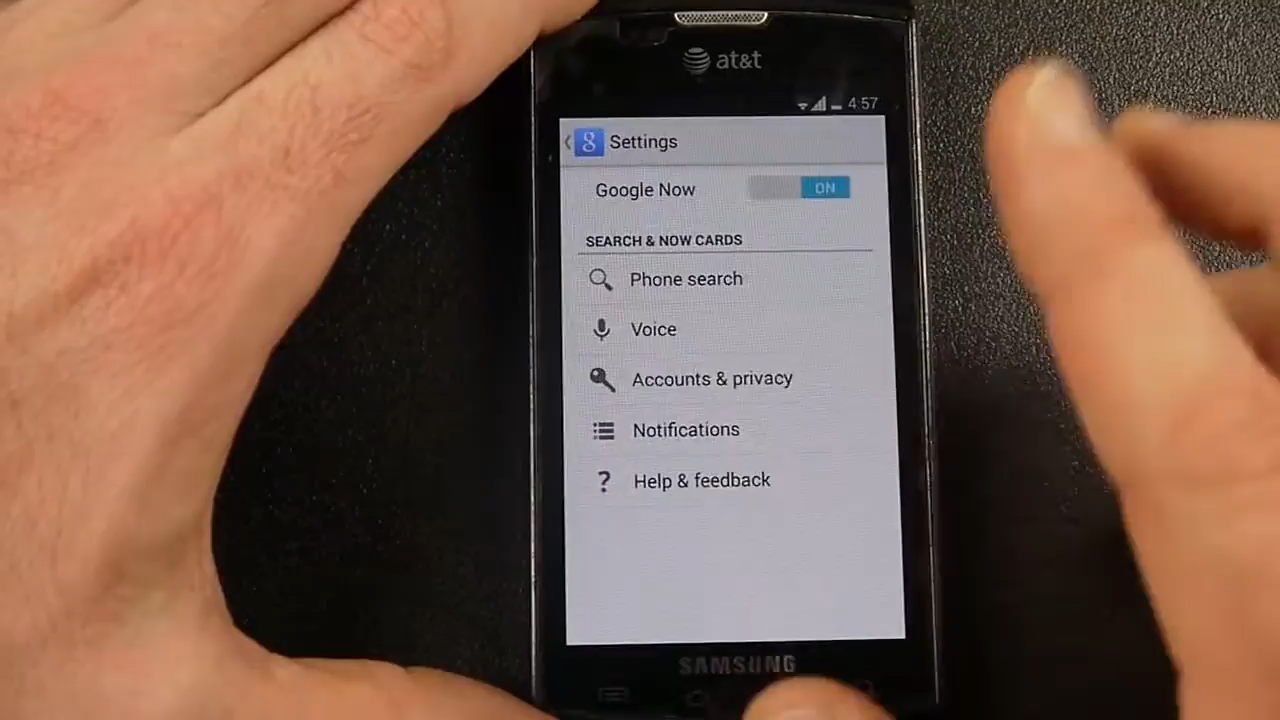 at&t
4:57
g Settings
Google Now ON
SEARCH & NOW CARDS
Phone search
Voice
Accounts & privacy
Notifications
? Help & feedback
SAMSUNG